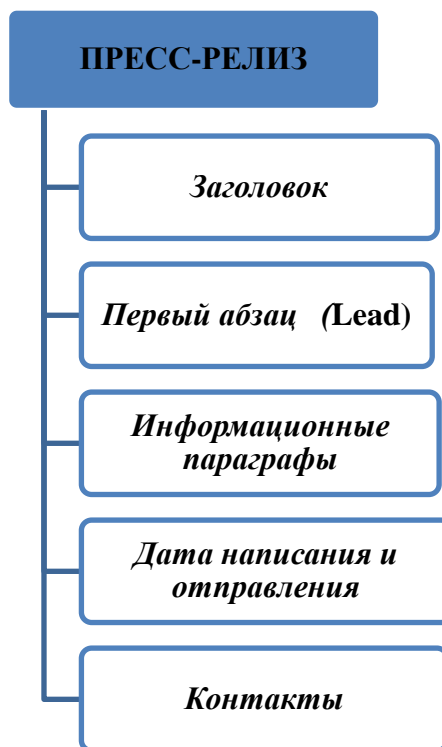 ПРЕСС-РЕЛИЗ
Заголовок
Первый абзац (Lead)
Информационные
параграфы
Дата написания и
отправления
Контакты